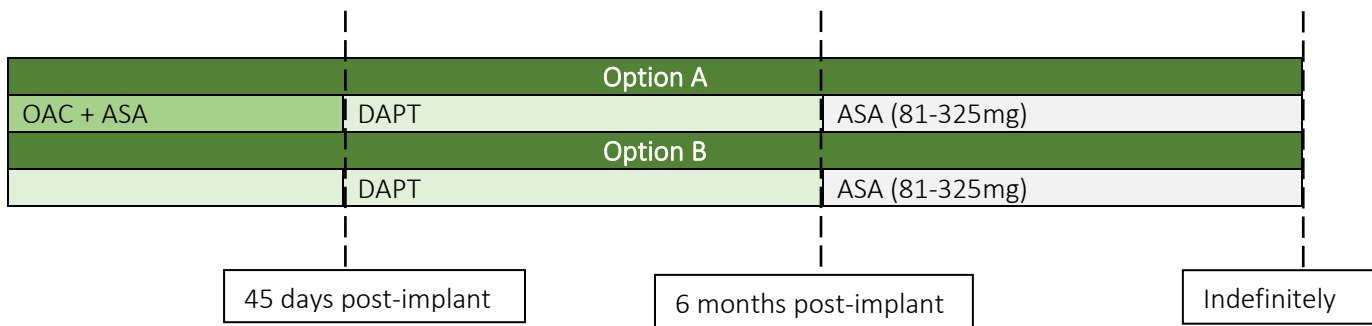 Option A
OAC + ASA DAPT ASA (81-325mg)
Option B
DAPT ASA (81-325mg)
45 days post-implant 6 months post-implant Indefinitely